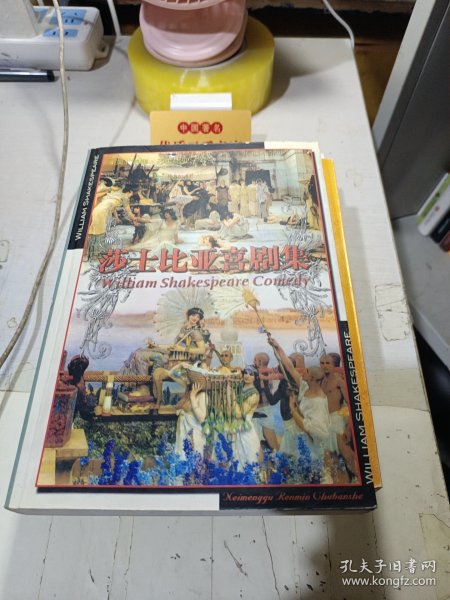 中国著名
WILLIAM SHAKESPEARE
莎士比亚喜剧集
William Shakespeare Comedy
WILLIAM SHAKESPEARE
Neimenggu Renmin Chubanshe
孔夫子旧书网
www.kongfz.com